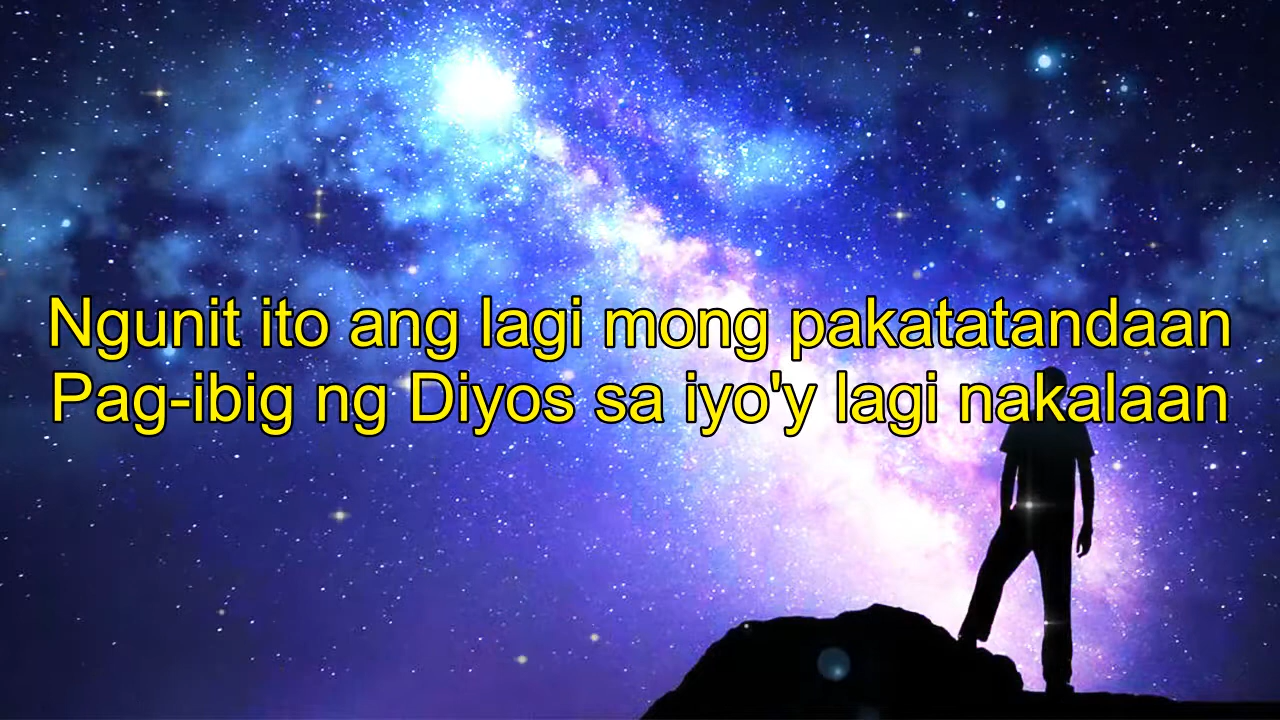 Ngunit ito ang lagi mong pakatatandaan
Pag-ibig ng Diyos sa iyo'y lagi nakalaan